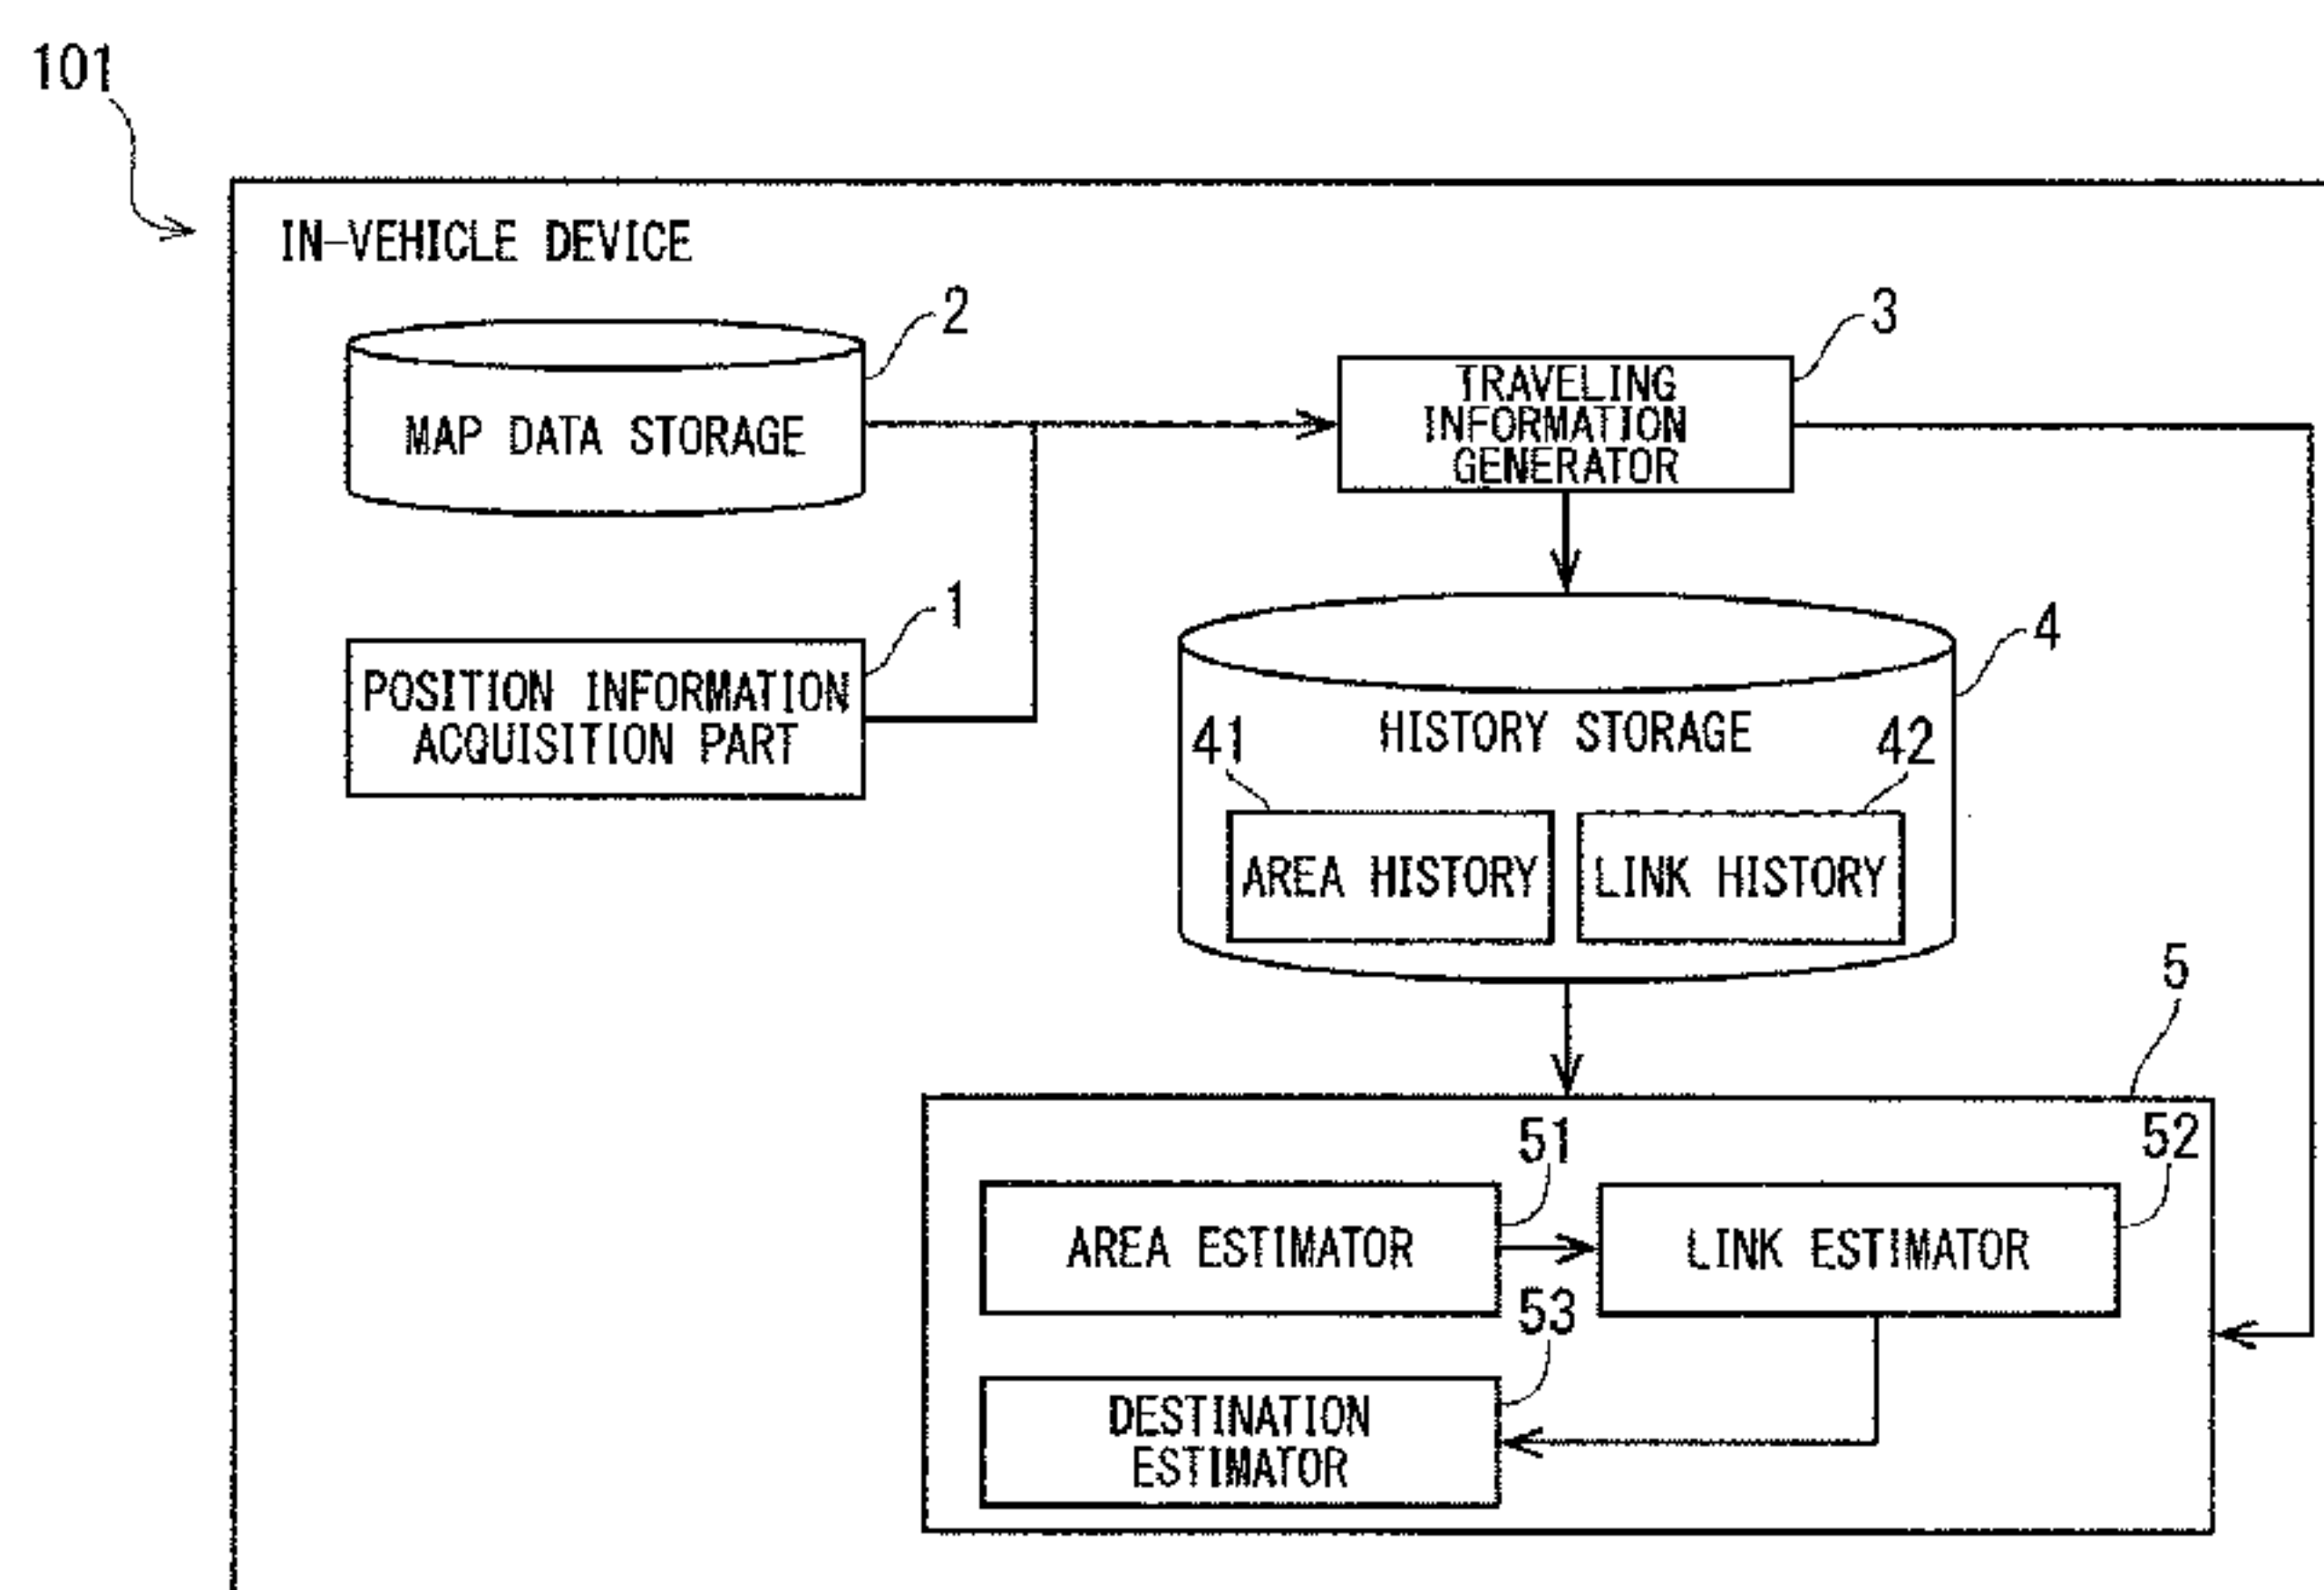 101
IN-VEHICLE DEVICE
2
MAP DATA STORAGE
3
TRAVELING
INFORMATION
GENERATOR
1
POSITION INFORMATION
ACQUISITION PART
4
HISTORY STORAGE
41
42
AREA HISTORY
LINK HISTORY
5
51
52
AREA ESTIMATOR
LINK ESTIMATOR
53
DESTINATION
ESTIMATOR